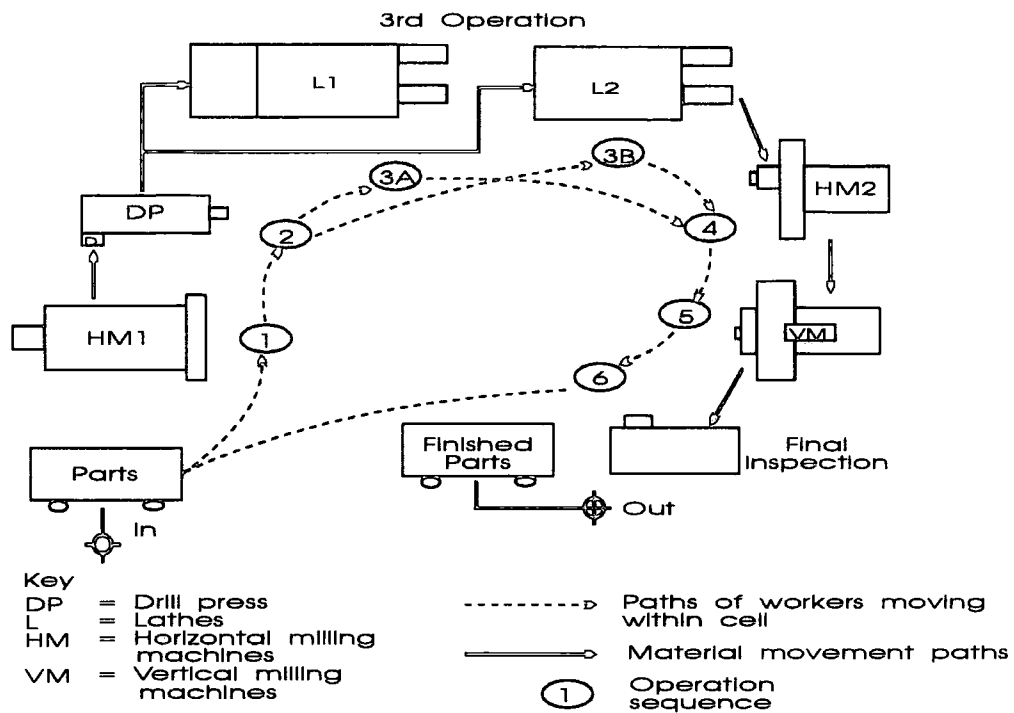 3rd Operation
L1
L2
3A
3B
HM2
DP
2
4
HM1
1
5
VM
6
Parts
Finished
Parts
Final
Inspection
In
Out
Key
DP = Drill press
L = Lathes
HM = Horizontal milling
machines
VM = Vertical milling
machines
Paths of workers moving
within cell
Material movement paths
1 Operation
sequence